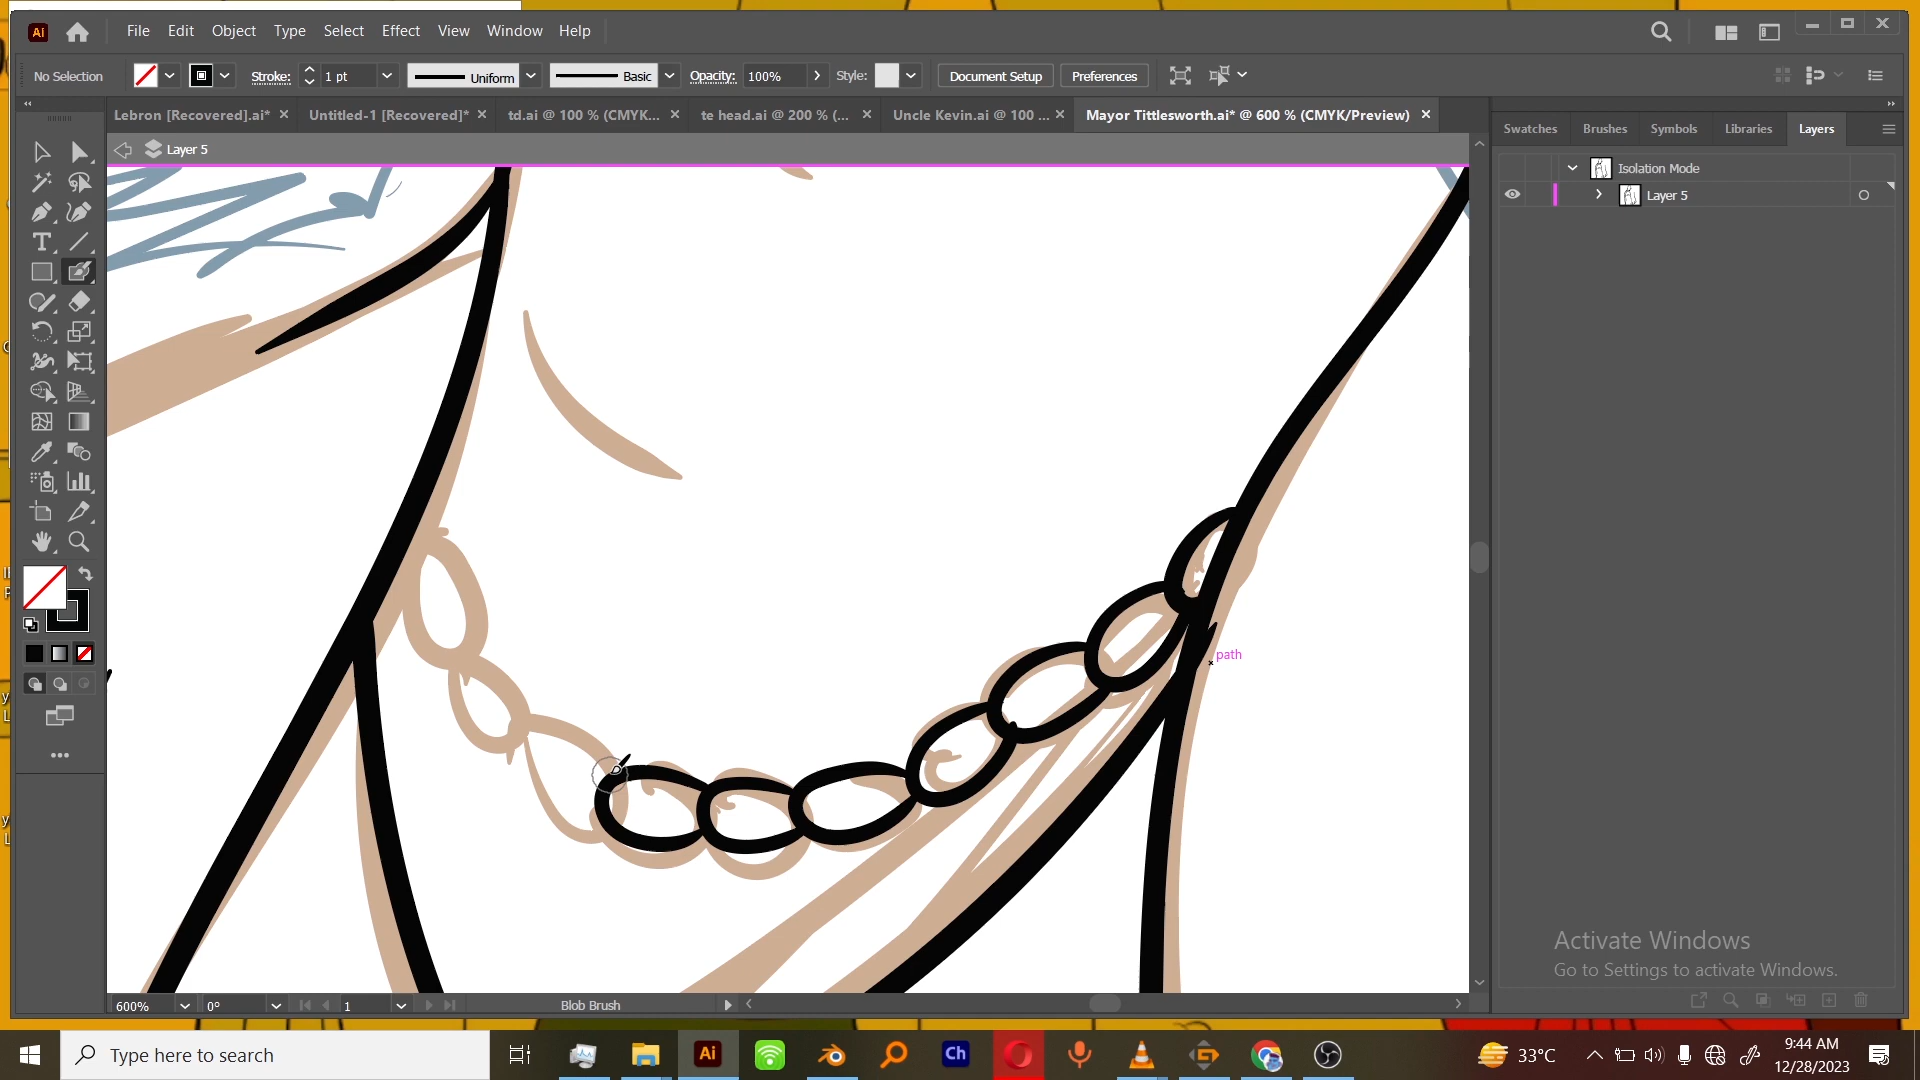 Ai File Edit Object Type Select Effect View Window Help
No Selection Stroke: 1 pt Uniform Basic Opacity: 100% Style: Document Setup Preferences
Lebron [Recovered].ai* Untitled-1 [Recovered]* td.ai @ 100 % (CMYK... te head.ai @ 200 % (... Uncle Kevin.ai @ 100 ... Mayor Tittlesworth.ai* @ 600 % (CMYK/Preview)
Swatches Brushes Symbols Libraries Layers
Layer 5
Isolation Mode
Layer 5
path
Activate Windows
Go to Settings to activate Windows.
600% 0° 1 Blob Brush
Type here to search
Ai Ch
33°C
9:44 AM
12/28/2023